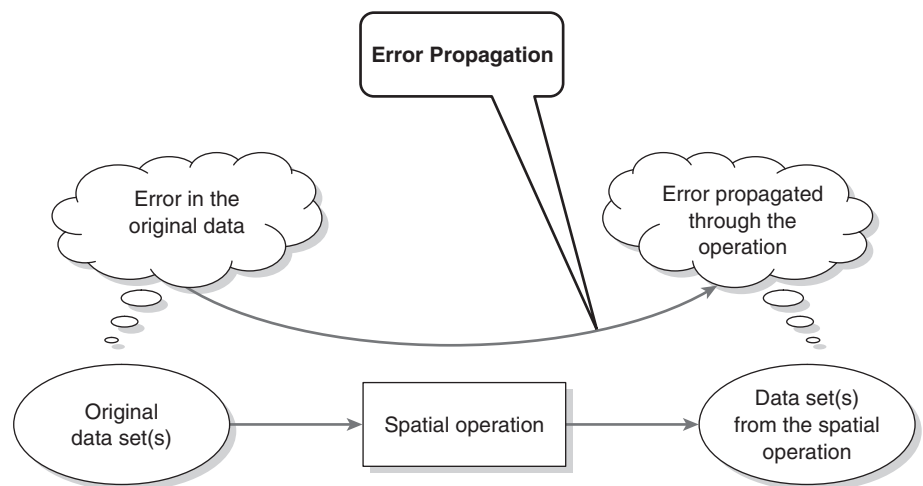 Error Propagation
Error in the
original data
Error propagated
through the
operation
Original
data set(s)
Spatial operation
Data set(s)
from the spatial
operation